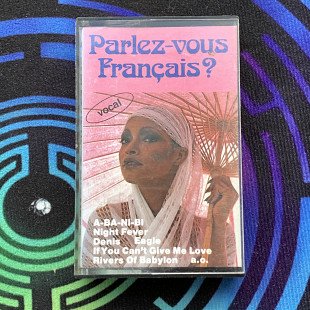 Parlez-vous
Français?
vocal
A-BA-NI-BI
Night Fever
Denis Eagle
If You Can't Give Me Love
Rivers Of Babylon a.o.